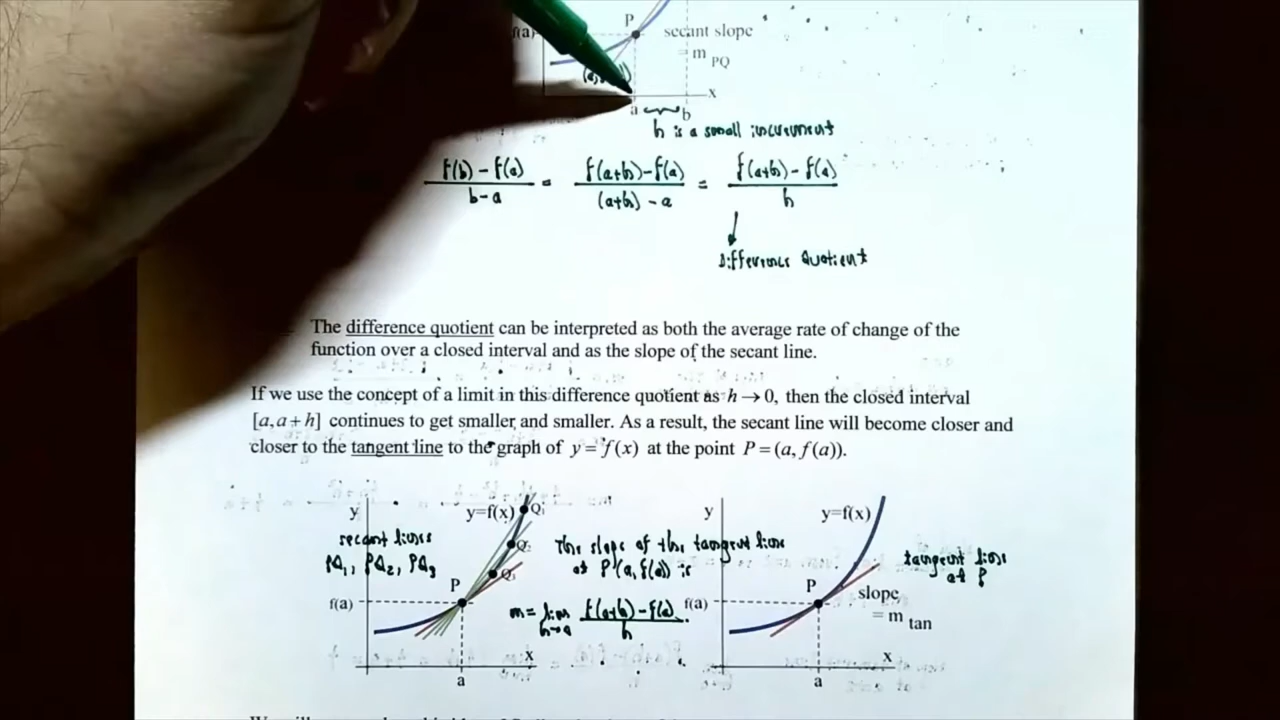 P
f(a)
secant slope
= m PQ
x
a b
h is a small increment
f(b) - f(a) / b-a = f(a+h)-f(a) / (a+h) - a = f(a+h) - f(a) / h
Difference Quotient
The difference quotient can be interpreted as both the average rate of change of the
function over a closed interval and as the slope of the secant line.
If we use the concept of a limit in this difference quotient as h → 0, then the closed interval
[a, a + h] continues to get smaller and smaller. As a result, the secant line will become closer and
closer to the tangent line to the graph of y = f(x) at the point P = (a, f(a)).
y
y=f(x)
Q1
secant lines
PQ1, PQ2, PQ3
Q2
Q3
P
f(a)
x
a
The slope of the tangent line
at P(a, f(a)) is
m = lim h→a f(a+h) - f(a) / h.
y
y=f(x)
tangent line
at P
P
slope
= m tan
f(a)
x
a